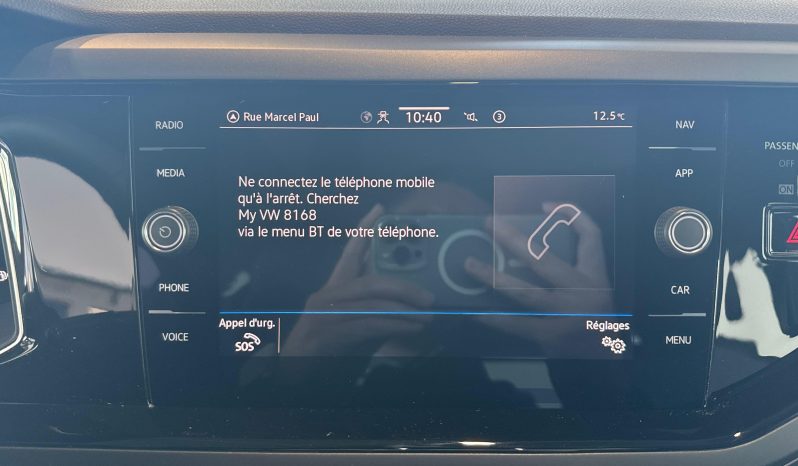 Rue Marcel Paul
10:40
3
12.5°C
RADIO
MEDIA
PHONE
VOICE
Ne connectez le téléphone mobile
qu'à l'arrêt. Cherchez
My VW 8168
via le menu BT de votre téléphone.
Appel d'urg.
SOS
Réglages
NAV
APP
CAR
MENU
PASSEN
OFF
ON